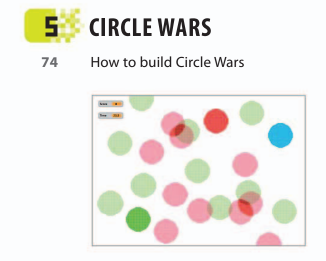 5 CIRCLE WARS
74 How to build Circle Wars